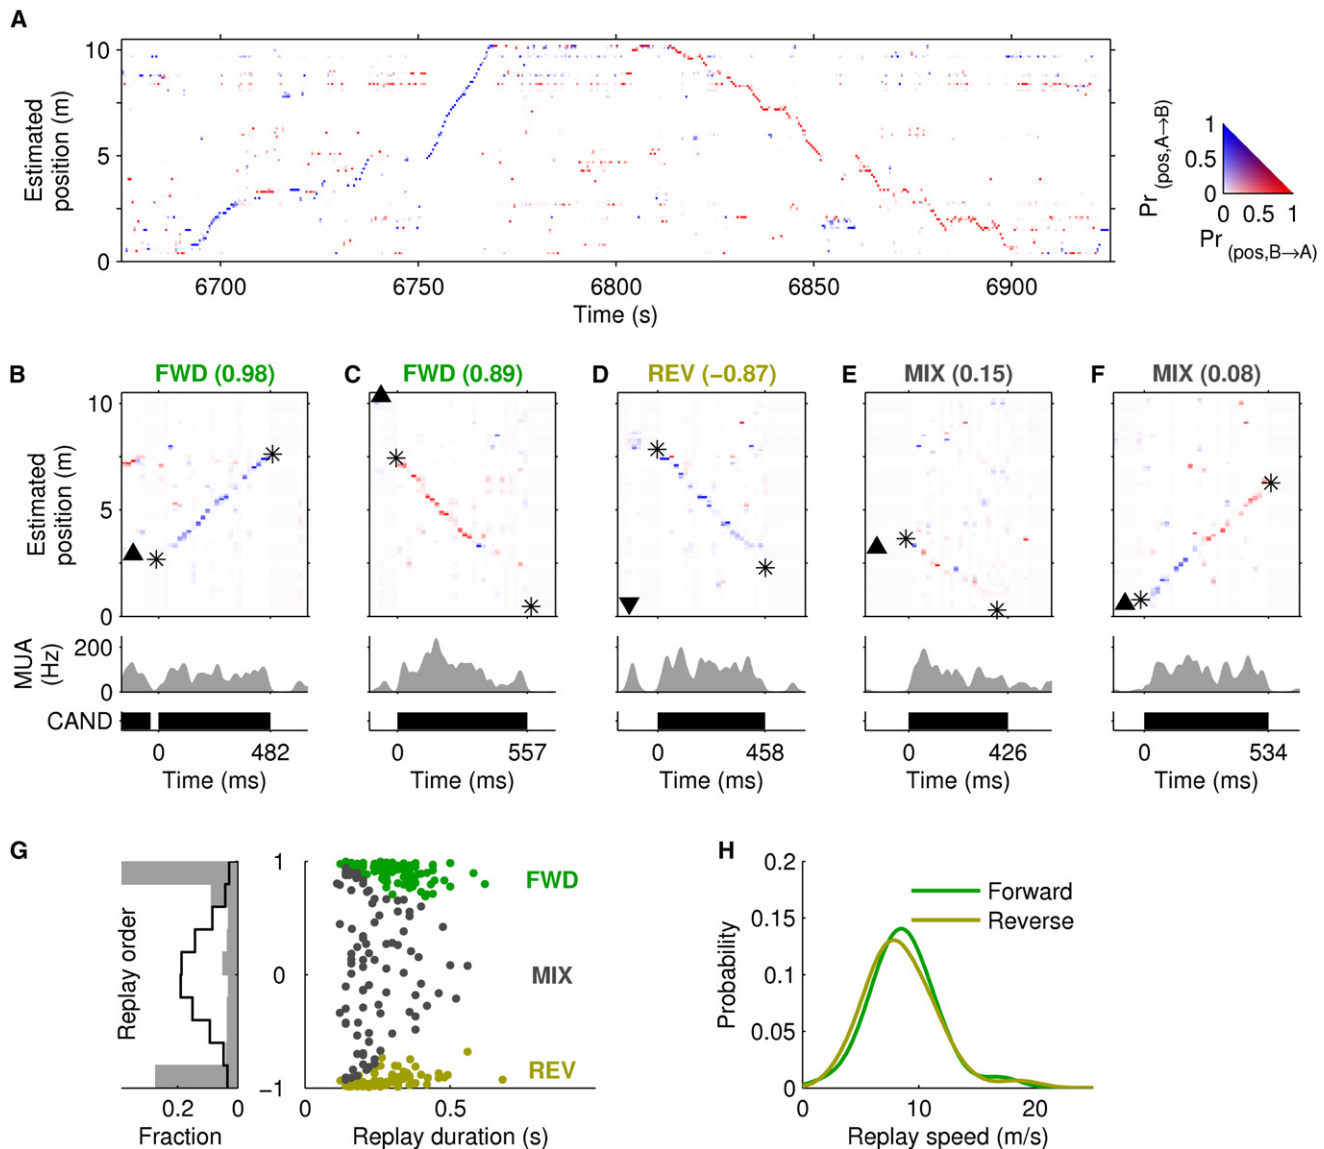 A
10
5
0
Estimated
position (m)
6700
6750
6800
6850
6900
Time (s)
1
0.5
0
Pr (pos,A→B)
0 0.5 1
Pr (pos,B→A)
B
FWD (0.98)
C
FWD (0.89)
D
REV (−0.87)
E
MIX (0.15)
F
MIX (0.08)
10
5
0
Estimated
position (m)
200
0
MUA
(Hz)
CAND
0 482
Time (ms)
0 557
Time (ms)
0 458
Time (ms)
0 426
Time (ms)
0 534
Time (ms)
G
Replay order
0.2 0
Fraction
1
0
−1
FWD
MIX
REV
0 0.5
Replay duration (s)
H
0.2
0.15
0.1
0.05
0
Probability
Forward
Reverse
0 10 20
Replay speed (m/s)